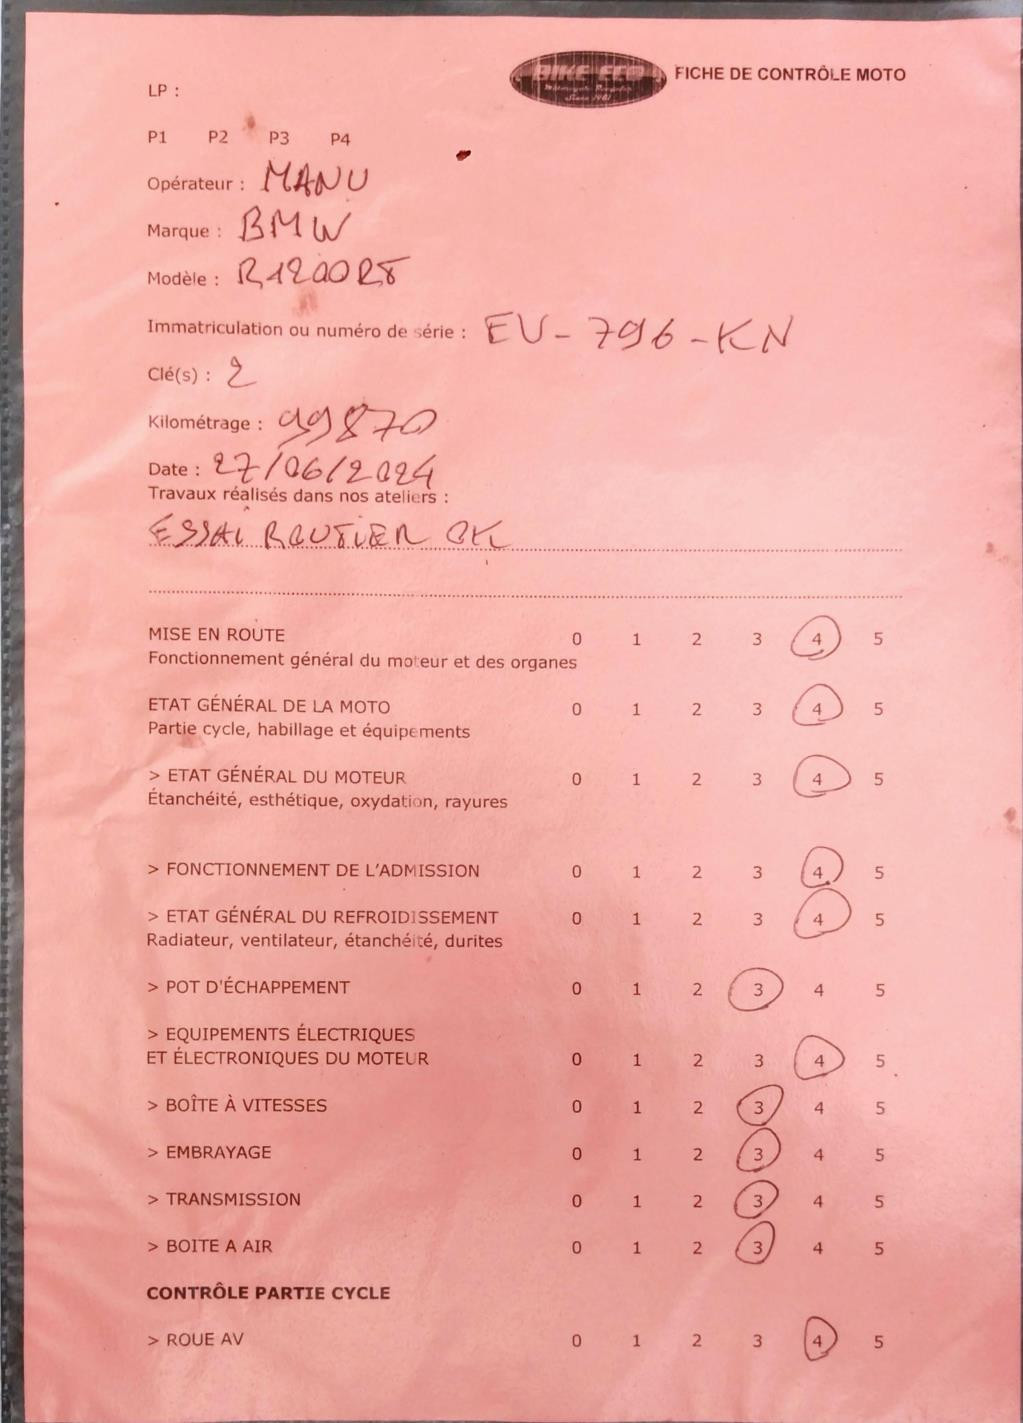 BIKE-ECO
Since 1981
FICHE DE CONTRÔLE MOTO
LP :
P1 P2 P3 P4
Opérateur : MANU
Marque : BMW
Modèle : R1200RT
Immatriculation ou numéro de série : EV-796-KN
Clé(s) : 2
Kilométrage : 99870
Date : 27/06/2024
Travaux réalisés dans nos ateliers :
ESSAI ROUTIER OK
MISE EN ROUTE 0 1 2 3 4 5
Fonctionnement général du moteur et des organes
ETAT GÉNÉRAL DE LA MOTO 0 1 2 3 4 5
Partie cycle, habillage et équipements
> ETAT GÉNÉRAL DU MOTEUR 0 1 2 3 4 5
Étanchéité, esthétique, oxydation, rayures
> FONCTIONNEMENT DE L'ADMISSION 0 1 2 3 4 5
> ETAT GÉNÉRAL DU REFROIDISSEMENT 0 1 2 3 4 5
Radiateur, ventilateur, étanchéité, durites
> POT D'ÉCHAPPEMENT 0 1 2 3 4 5
> EQUIPEMENTS ÉLECTRIQUES
ET ÉLECTRONIQUES DU MOTEUR 0 1 2 3 4 5
> BOÎTE À VITESSES 0 1 2 3 4 5
> EMBRAYAGE 0 1 2 3 4 5
> TRANSMISSION 0 1 2 3 4 5
> BOITE A AIR 0 1 2 3 4 5
CONTRÔLE PARTIE CYCLE
> ROUE AV 0 1 2 3 4 5